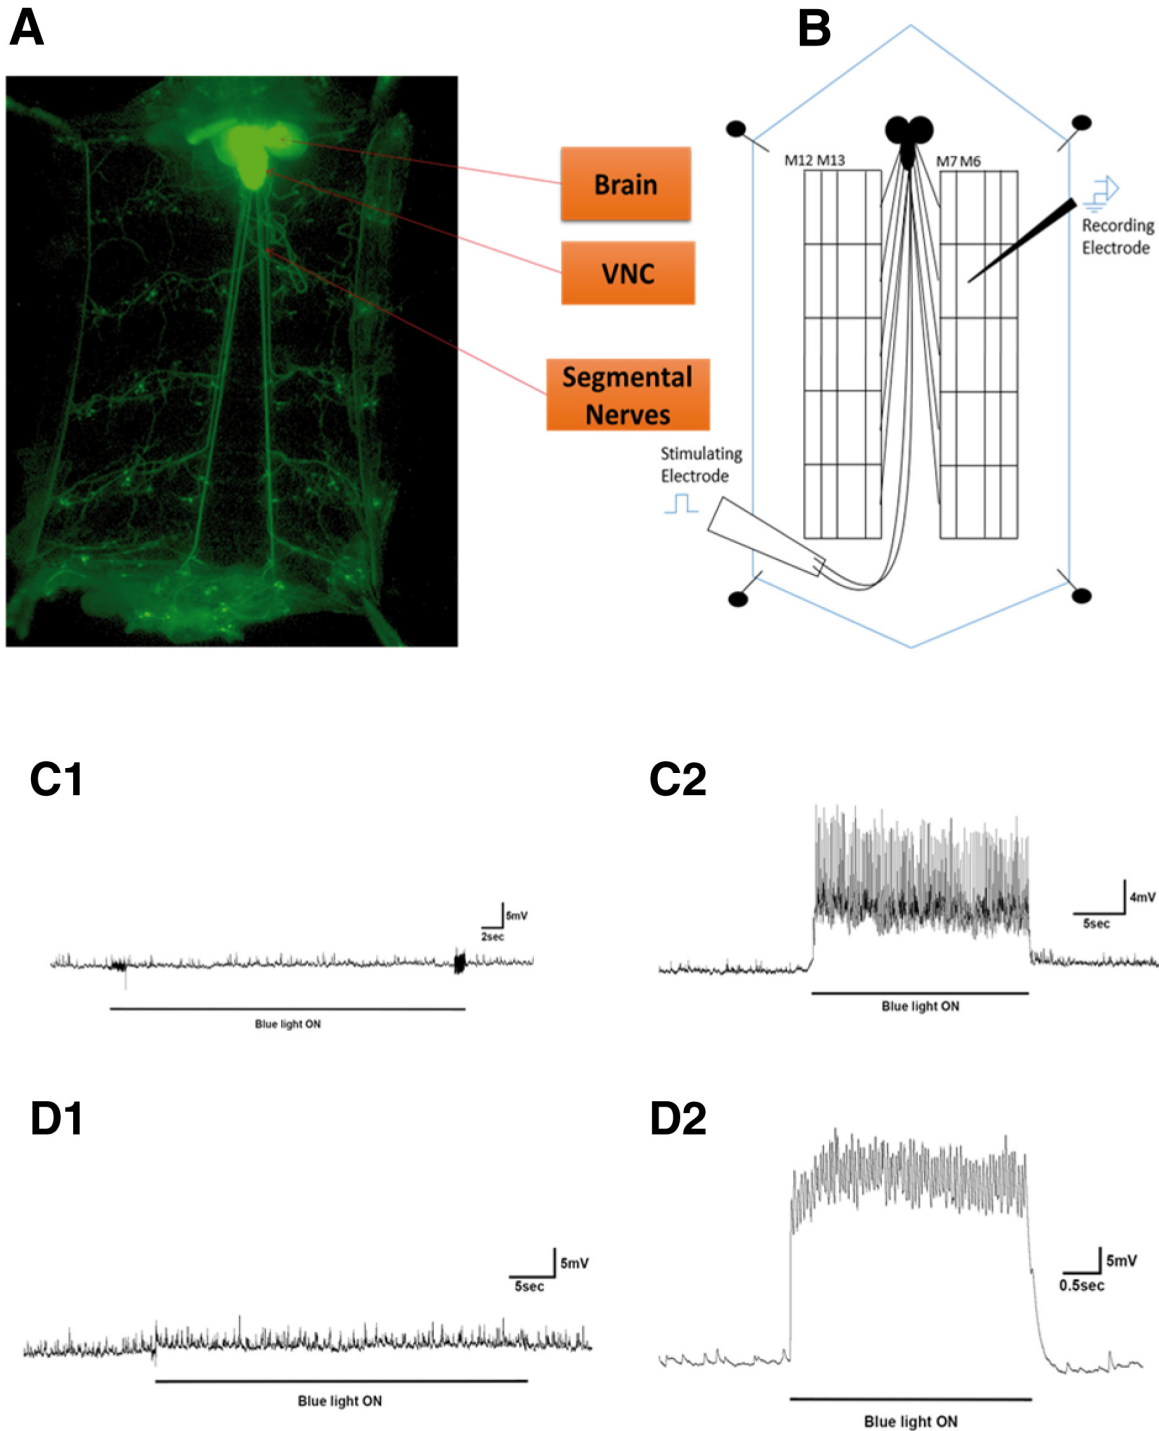 A
B
Brain
VNC
Segmental
Nerves
M12 M13
M7 M6
Recording
Electrode
Stimulating
Electrode
C1
5mV
2sec
Blue light ON
C2
4mV
5sec
Blue light ON
D1
5mV
5sec
Blue light ON
D2
5mV
0.5sec
Blue light ON